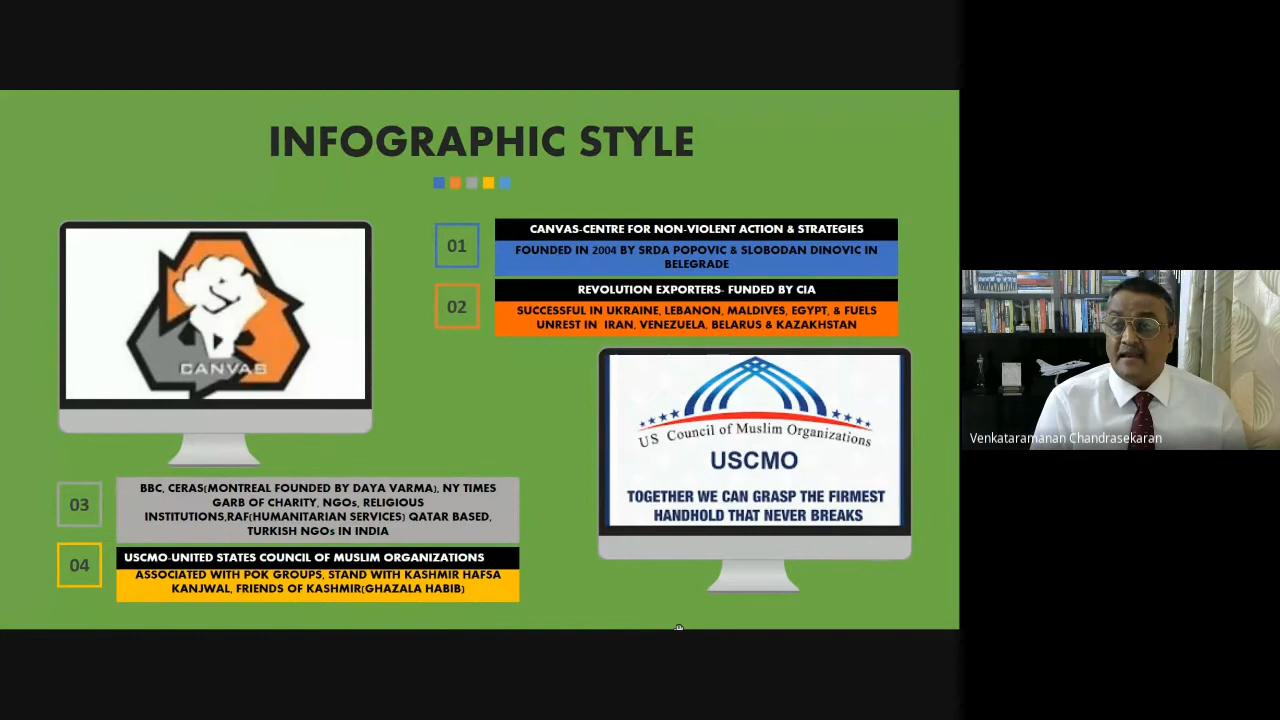 INFOGRAPHIC STYLE
CANVAS
01
CANVAS-CENTRE FOR NON-VIOLENT ACTION & STRATEGIES
FOUNDED IN 2004 BY SRDA POPOVIC & SLOBODAN DINOVIC IN
BELEGRADE
02
REVOLUTION EXPORTERS- FUNDED BY CIA
SUCCESSFUL IN UKRAINE, LEBANON, MALDIVES, EGYPT, & FUELS
UNREST IN IRAN, VENEZUELA, BELARUS & KAZAKHSTAN
US Council of Muslim Organizations
USCMO
TOGETHER WE CAN GRASP THE FIRMEST
HANDHOLD THAT NEVER BREAKS
03
BBC, CERAS(MONTREAL FOUNDED BY DAYA VARMA), NY TIMES
GARB OF CHARITY, NGOs, RELIGIOUS
INSTITUTIONS,RAF(HUMANITARIAN SERVICES) QATAR BASED,
TURKISH NGOs IN INDIA
04
USCMO-UNITED STATES COUNCIL OF MUSLIM ORGANIZATIONS
ASSOCIATED WITH POK GROUPS, STAND WITH KASHMIR HAFSA
KANJWAL, FRIENDS OF KASHMIR(GHAZALA HABIB)
Venkataramanan Chandrasekaran